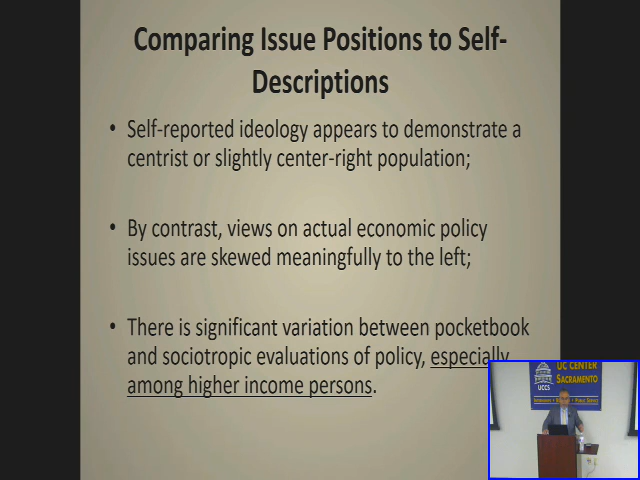 Comparing Issue Positions to Self-
Descriptions
• Self-reported ideology appears to demonstrate a
centrist or slightly center-right population;
• By contrast, views on actual economic policy
issues are skewed meaningfully to the left;
• There is significant variation between pocketbook
and sociotropic evaluations of policy, especially
among higher income persons.
UC CENTER
SACRAMENTO
UCCS